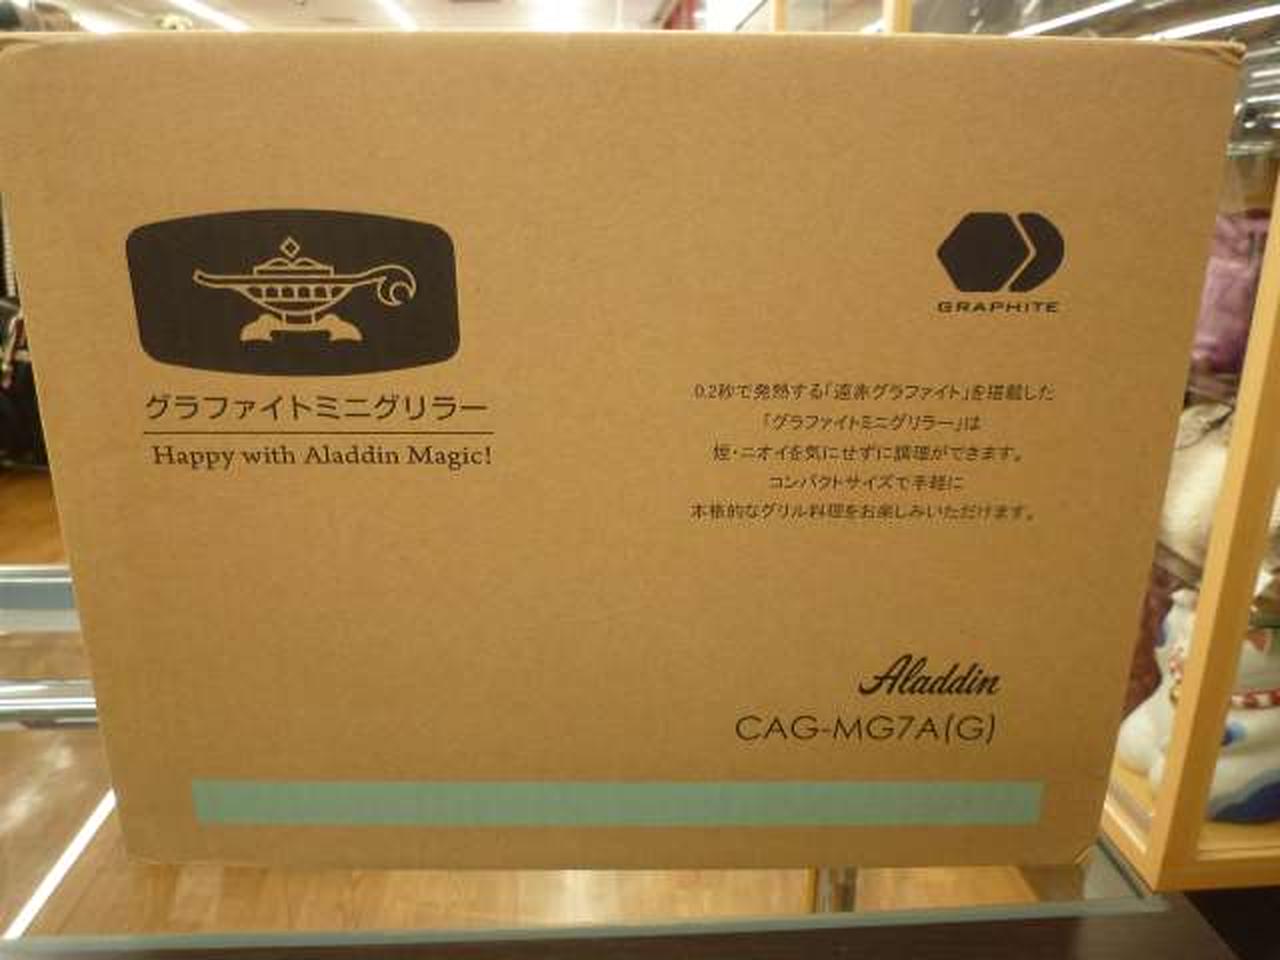 グラファイトミニグリラー
Happy with Aladdin Magic!
GRAPHITE
0.2秒で発熱する「遠赤グラファイト」を搭載した
「グラファイトミニグリラー」は
煙・ニオイを気にせずに調理ができます。
コンパクトサイズで手軽に
本格的なグリル料理をお楽しみいただけます。
Aladdin
CAG-MG7A(G)